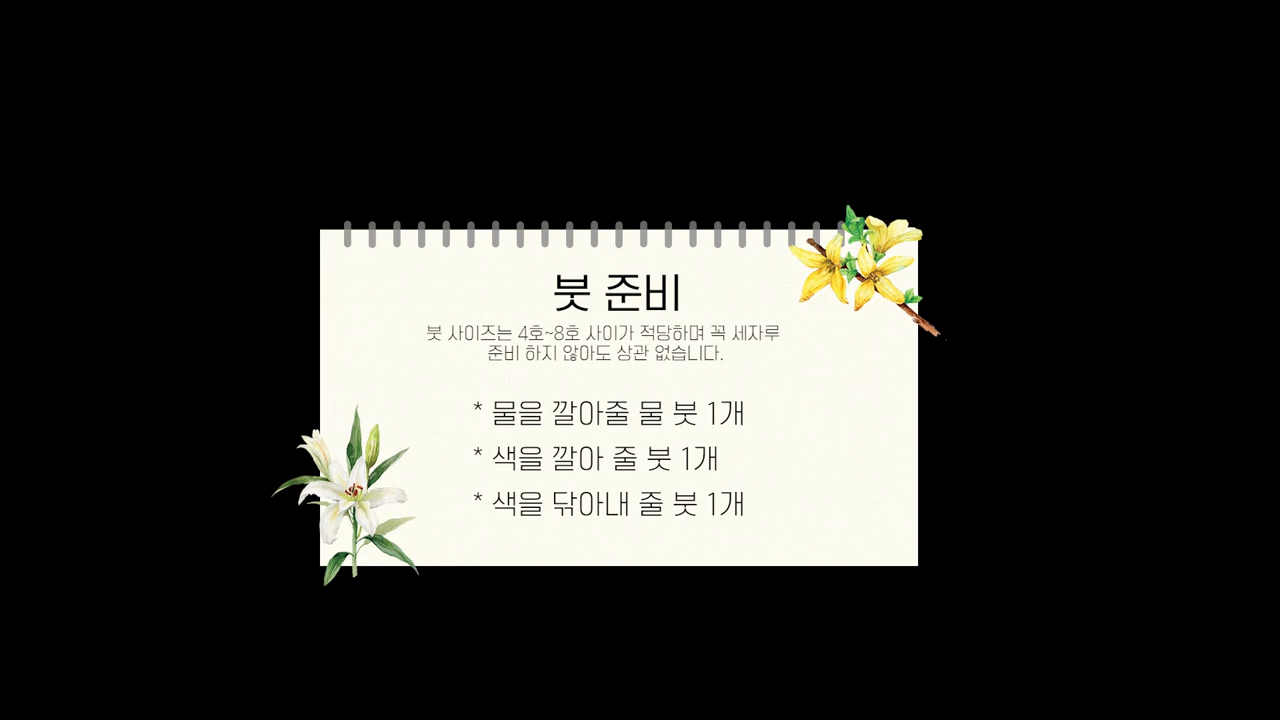 붓 준비
붓 사이즈는 4호~8호 사이가 적당하며 꼭 세자루
준비 하지 않아도 상관 없습니다.
* 물을 깔아줄 물 붓 1개
* 색을 깔아 줄 붓 1개
* 색을 닦아내 줄 붓 1개